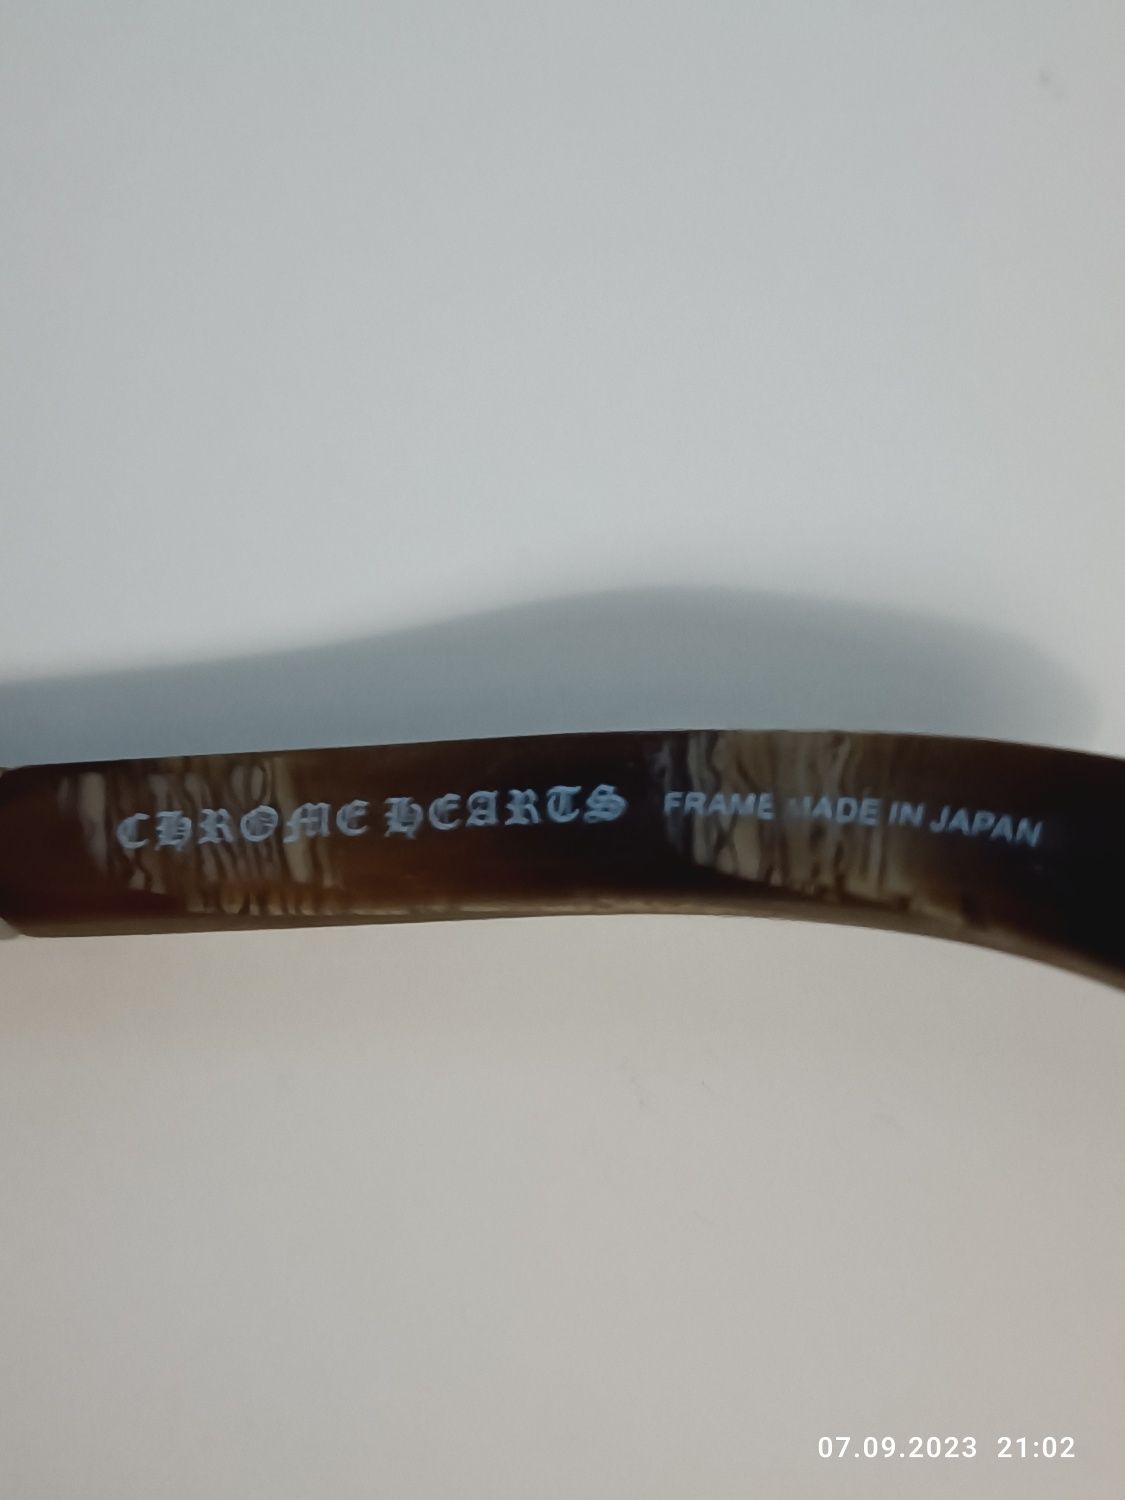 CHROME HEARTS FRAME MADE IN JAPAN
07.09.2023 21:02